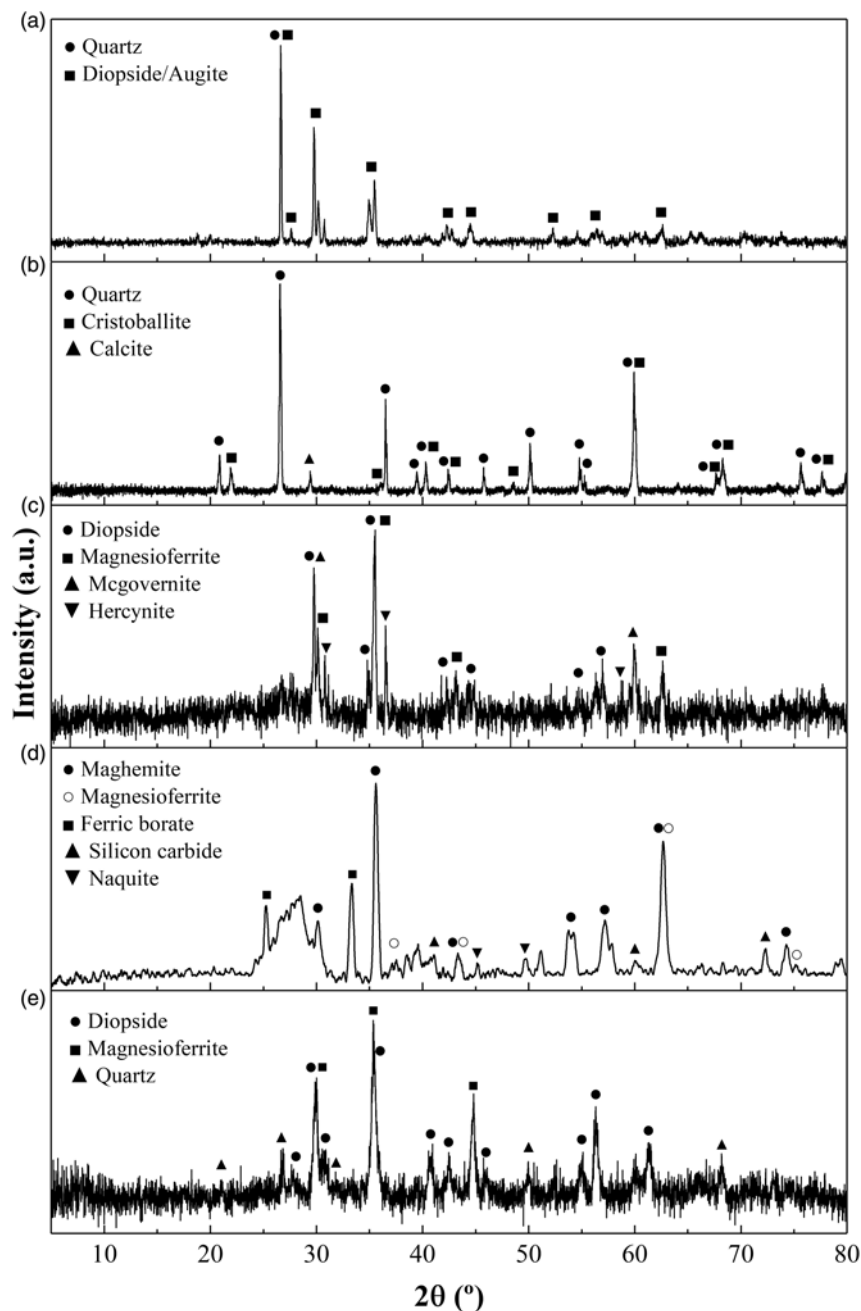 (a)
● Quartz
■ Diopside/Augite
(b)
● Quartz
■ Cristoballite
▲ Calcite
(c)
● Diopside
■ Magnesioferrite
▲ Mcgovernite
▼ Hercynite
Intensity (a.u.)
(d)
● Maghemite
○ Magnesioferrite
■ Ferric borate
▲ Silicon carbide
▼ Naquite
(e)
● Diopside
■ Magnesioferrite
▲ Quartz
10 20 30 40 50 60 70 80
2θ (º)